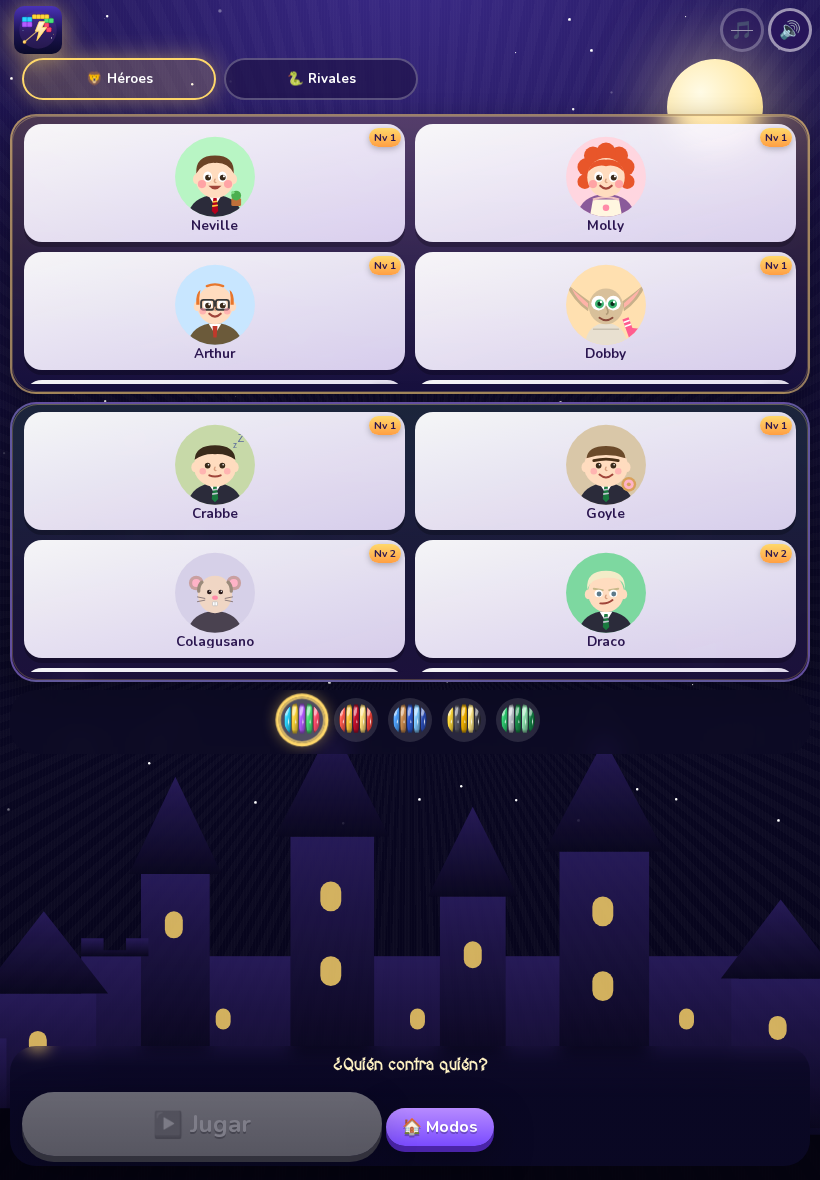 🦁 Héroes
🐍 Rivales
Nv 1
Neville
Nv 1
Molly
Nv 1
Arthur
Nv 1
Dobby
Nv 1
zZ
Crabbe
Nv 1
Goyle
Nv 2
Colagusano
Nv 2
Draco
¿Quién contra quién?
▶️ Jugar
🏠 Modos